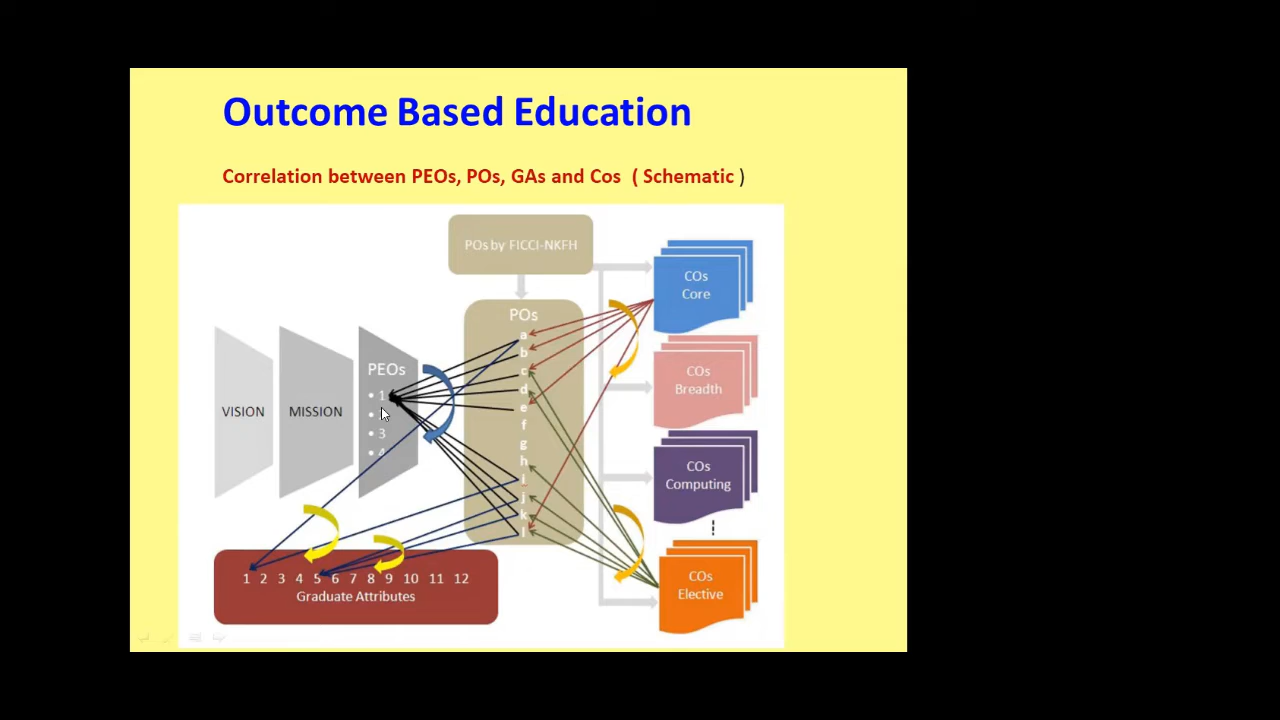 Outcome Based Education
Correlation between PEOs, POs, GAs and Cos ( Schematic )
POs by FICCI-NKFH
COs
Core
POs
a
b
c
d
e
f
g
h
i
j
k
l
COs
Breadth
PEOs
• 1
•
• 3
• 4
VISION
MISSION
COs
Computing
COs
Elective
1 2 3 4 5 6 7 8 9 10 11 12
Graduate Attributes